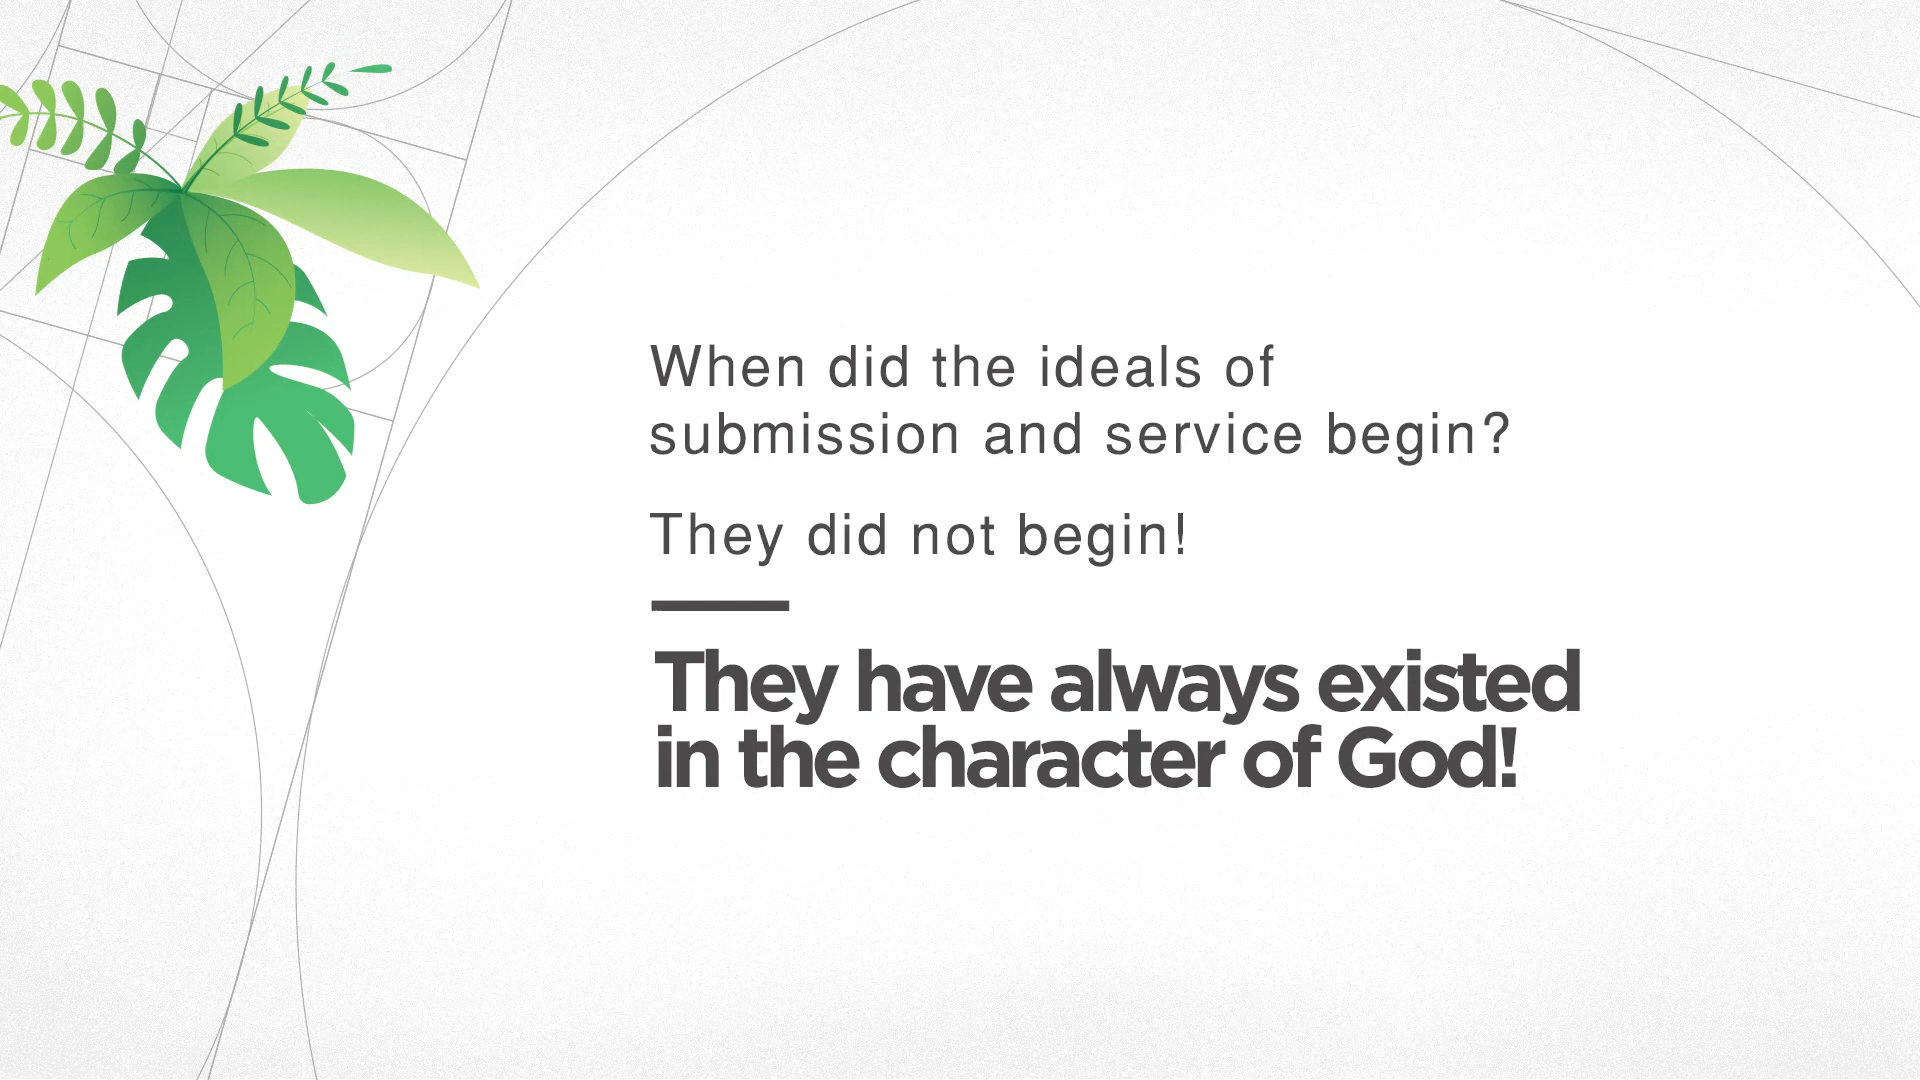 When did the ideals of
submission and service begin?
They did not begin!
They have always existed
in the character of God!